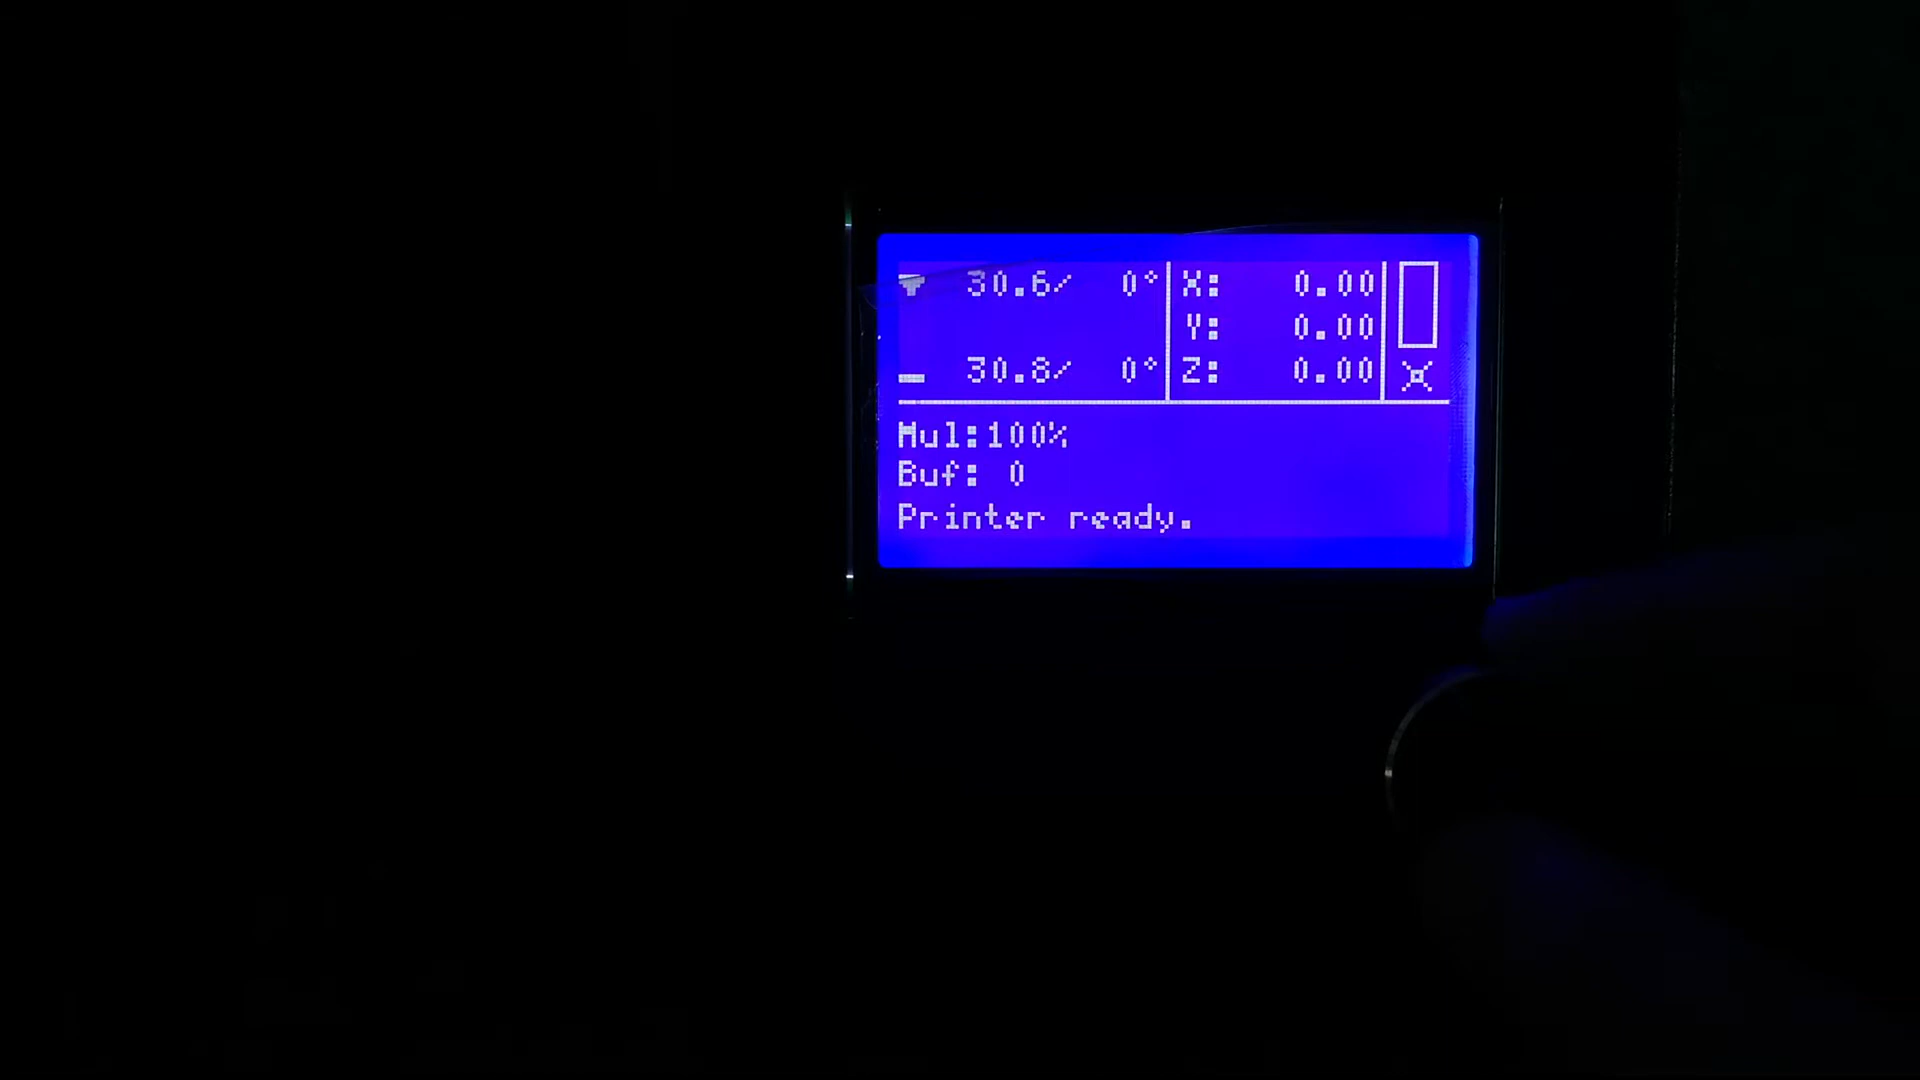 30.6/ 0° X: 0.00
Y: 0.00
30.8/ 0° Z: 0.00
Mul:100%
Buf: 0
Printer ready.